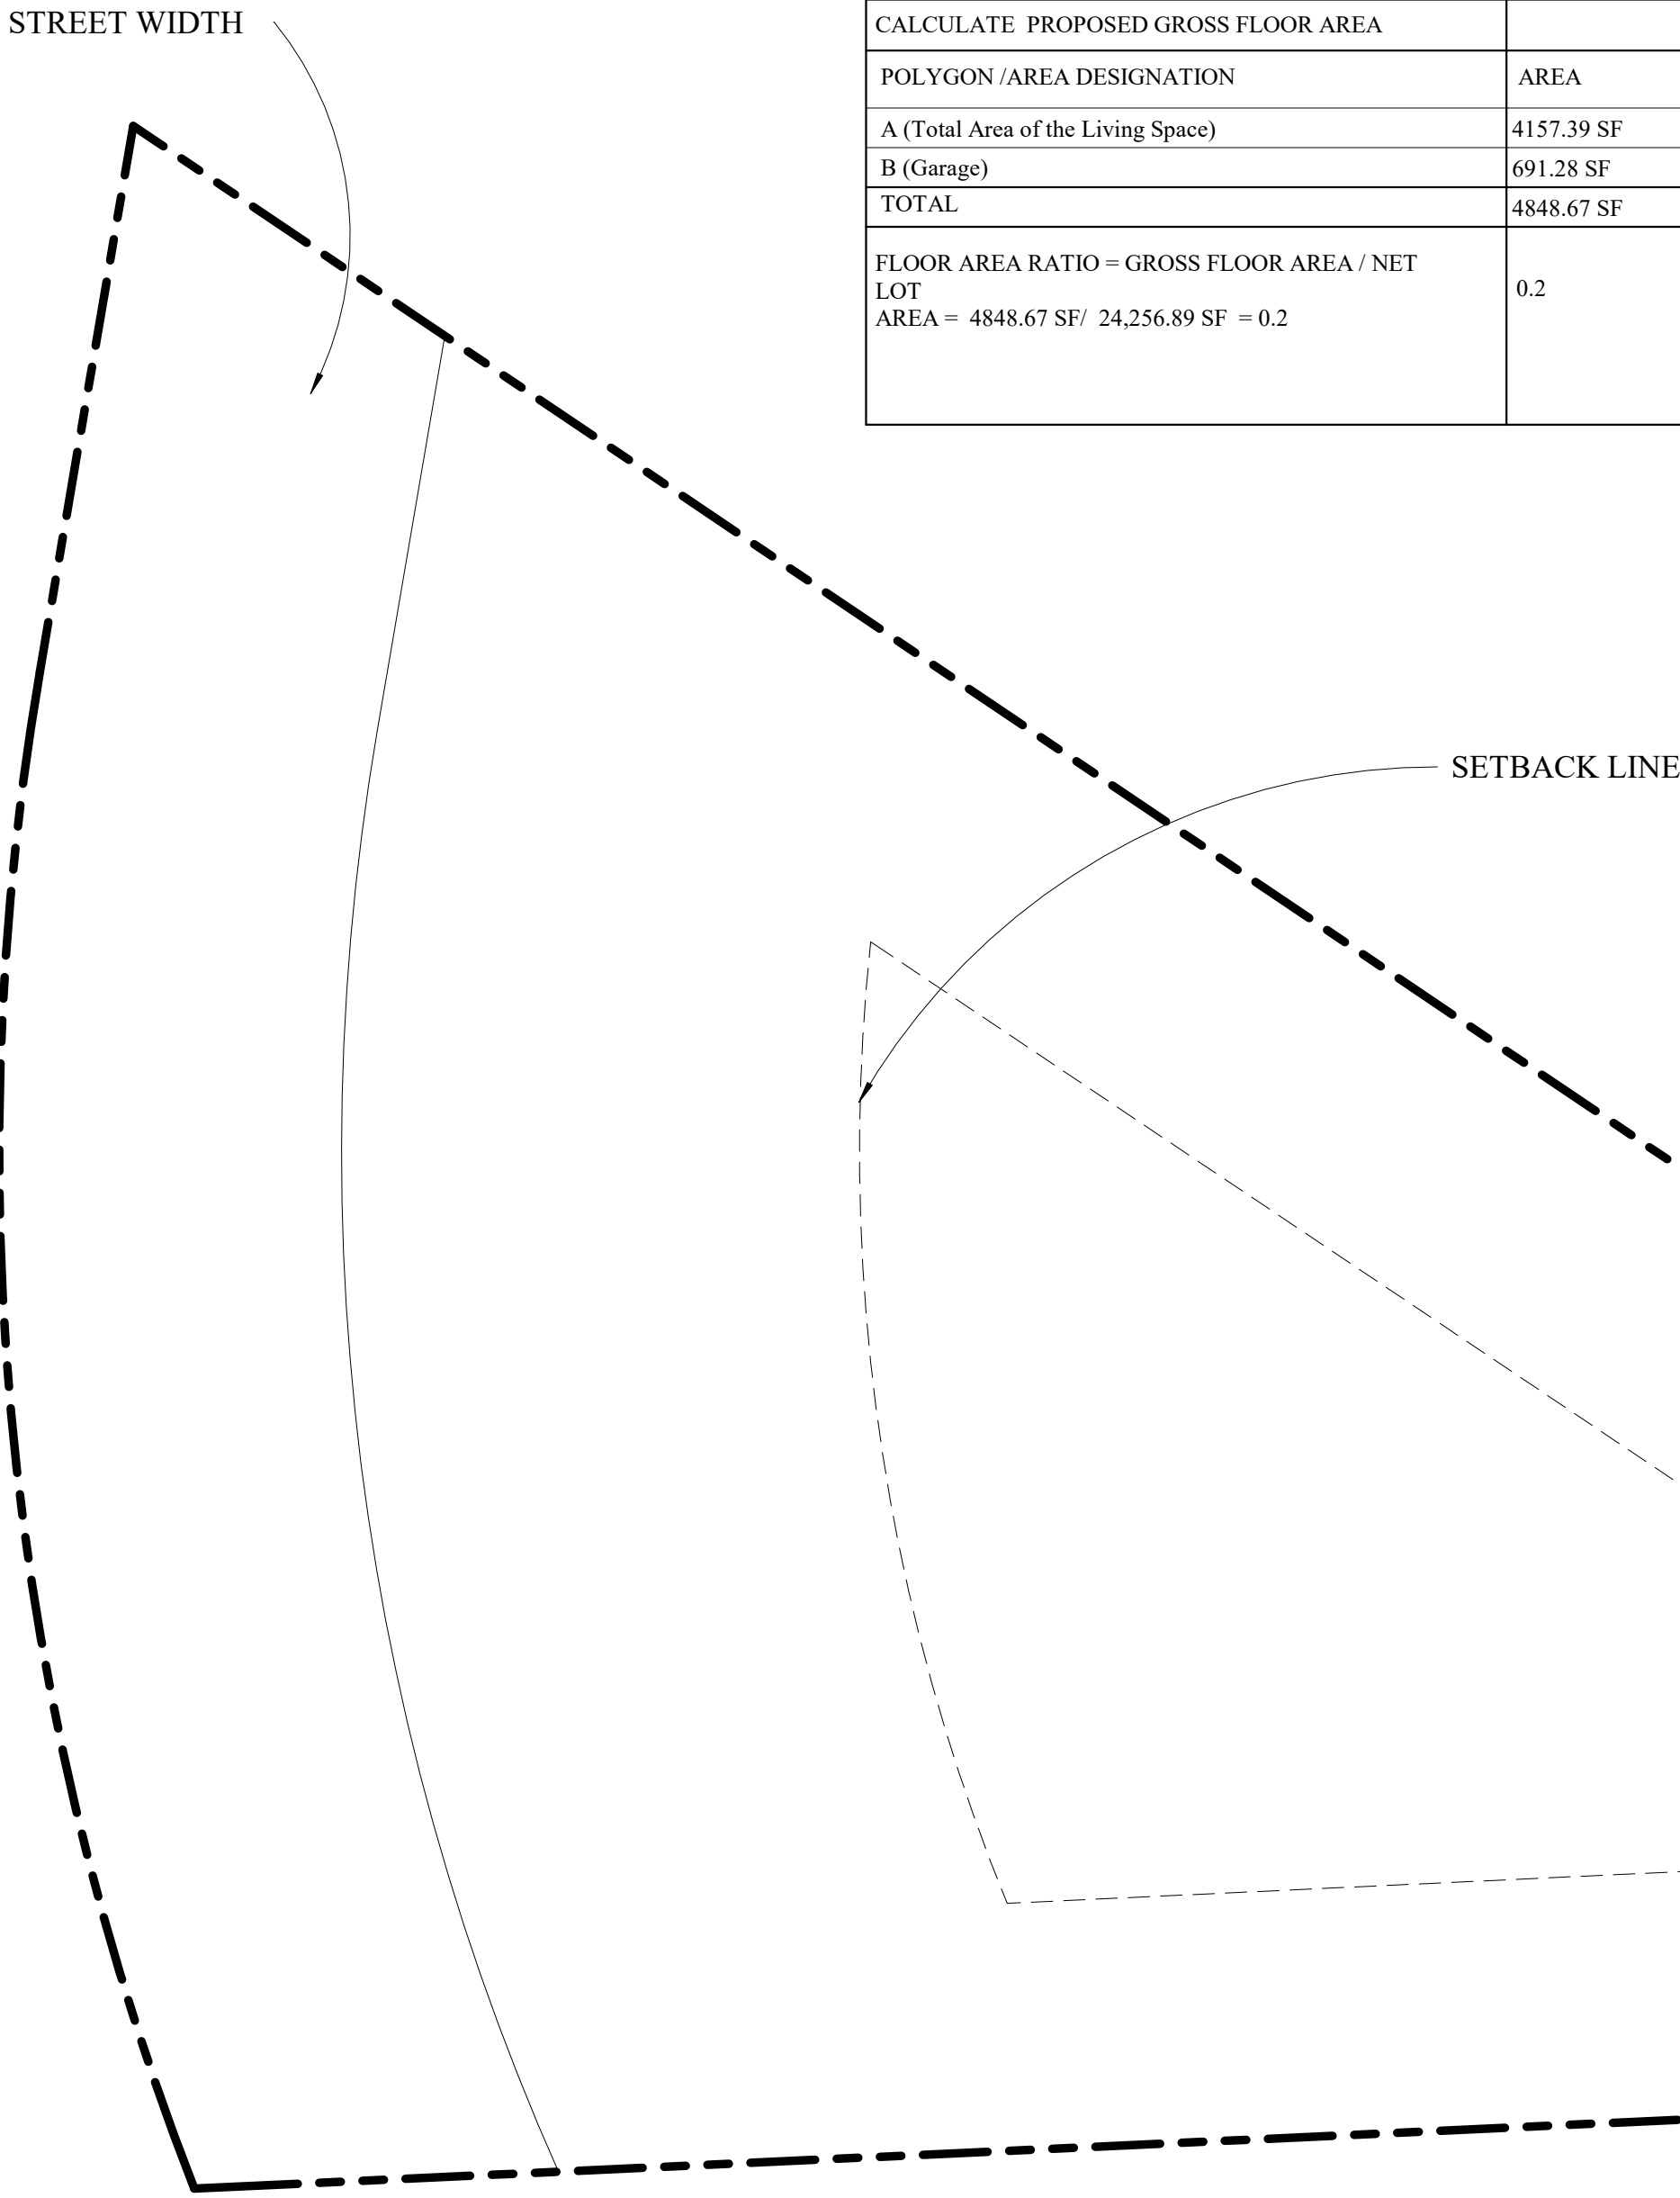 STREET WIDTH
CALCULATE PROPOSED GROSS FLOOR AREA
POLYGON /AREA DESIGNATION AREA
A (Total Area of the Living Space) 4157.39 SF
B (Garage) 691.28 SF
TOTAL 4848.67 SF
FLOOR AREA RATIO = GROSS FLOOR AREA / NET
LOT
AREA = 4848.67 SF/ 24,256.89 SF = 0.2
0.2
SETBACK LINE